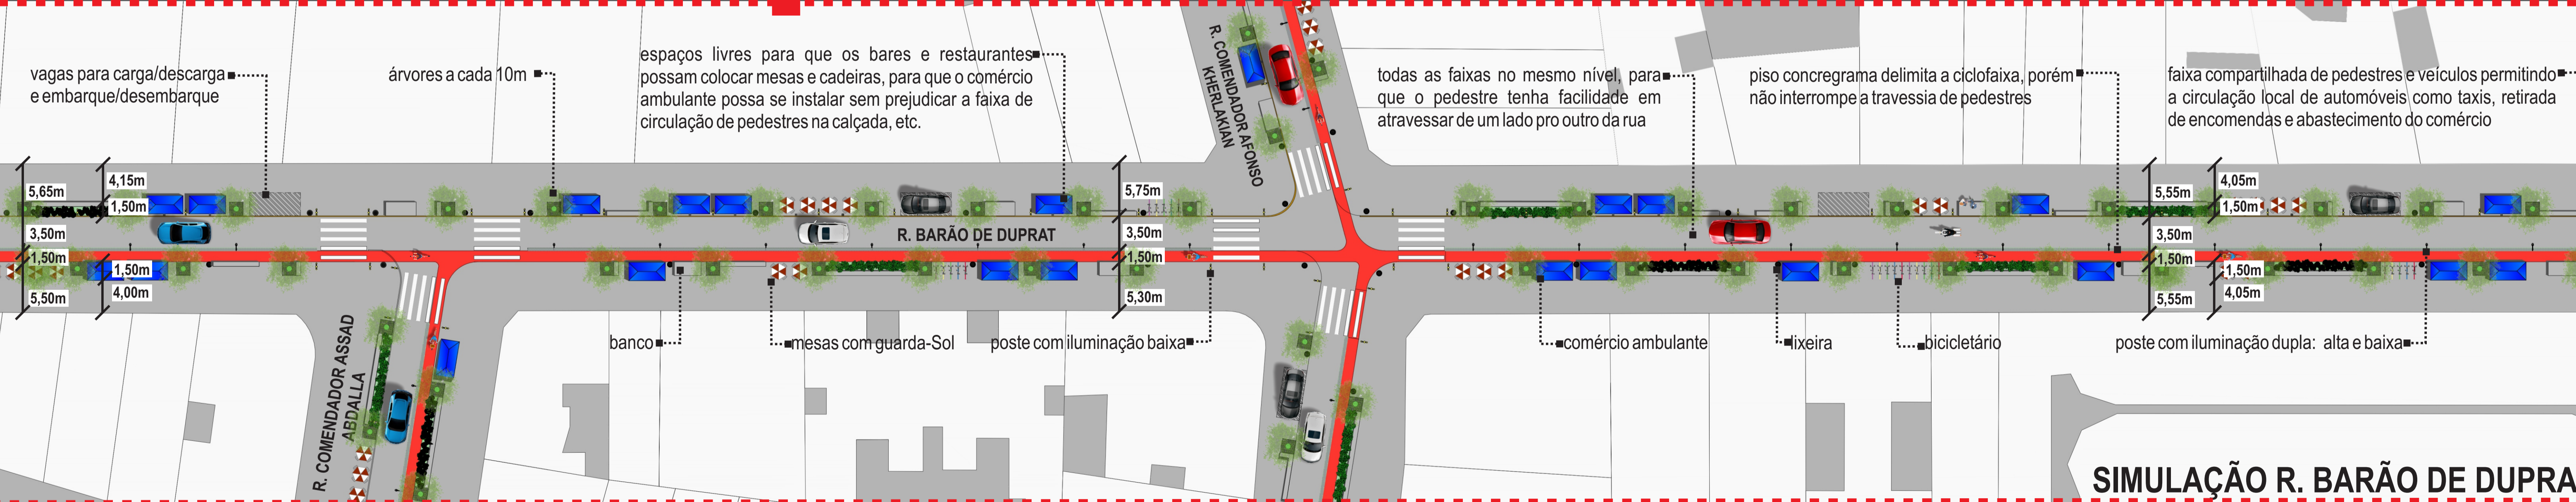 vagas para carga/descarga
e embarque/desembarque
árvores a cada 10m
espaços livres para que os bares e restaurantes
possam colocar mesas e cadeiras, para que o comércio
ambulante possa se instalar sem prejudicar a faixa de
circulação de pedestres na calçada, etc.
R. COMENDADOR AFONSO
KHERLAKIAN
todas as faixas no mesmo nível, para
que o pedestre tenha facilidade em
atravessar de um lado pro outro da rua
piso concregrama delimita a ciclofaixa, porém
não interrompe a travessia de pedestres
faixa compartilhada de pedestres e veículos permitindo
a circulação local de automóveis como taxis, retirada
de encomendas e abastecimento do comércio
5,65m
3,50m
1,50m
5,50m
4,15m
1,50m
1,50m
4,00m
R. BARÃO DE DUPRAT
5,75m
3,50m
1,50m
5,30m
5,55m
3,50m
1,50m
5,55m
4,05m
1,50m
1,50m
4,05m
R. COMENDADOR ASSAD
ABDALLA
banco
mesas com guarda-Sol
poste com iluminação baixa
comércio ambulante
lixeira
bicicletário
poste com iluminação dupla: alta e baixa
SIMULAÇÃO R. BARÃO DE DUPRA